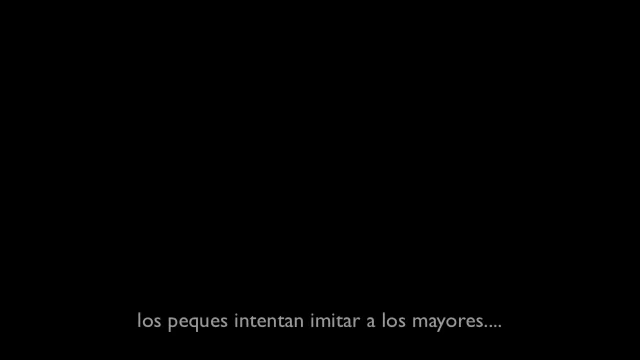 los peques intentan imitar a los mayores....